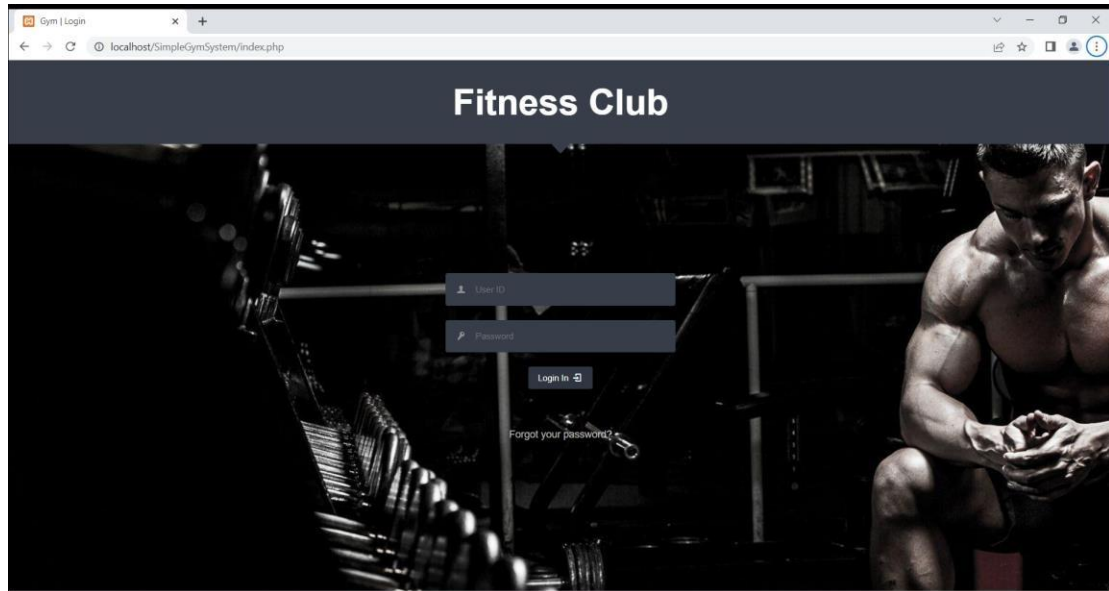 Gym | Login
localhost/SimpleGymSystem/index.php
Fitness Club
User ID
Password
Login In
Forgot your password?